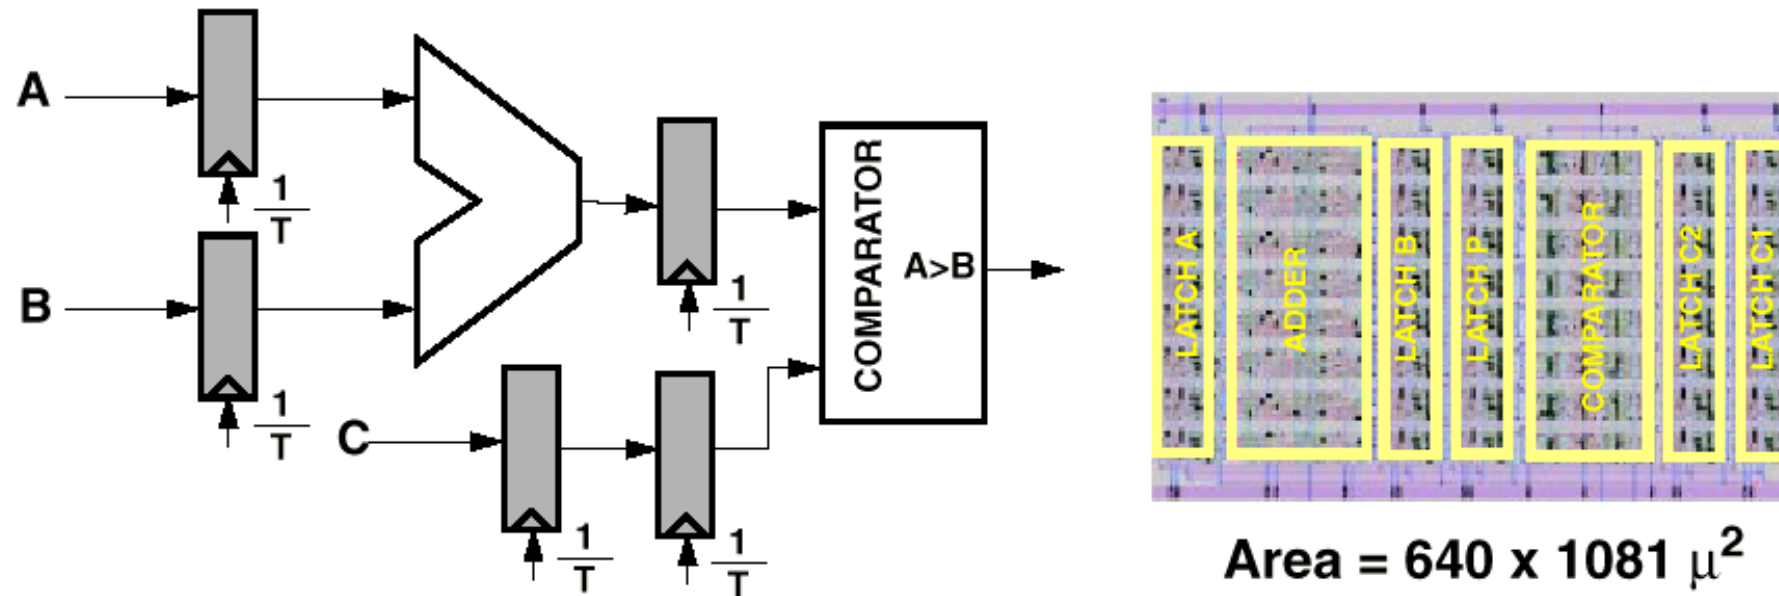 A
1
T
B
1
T
C
1
T
1
T
1
T
COMPARATOR
A>B
LATCH A
ADDER
LATCH B
LATCH P
COMPARATOR
LATCH C2
LATCH C1
Area = 640 x 1081 μ²